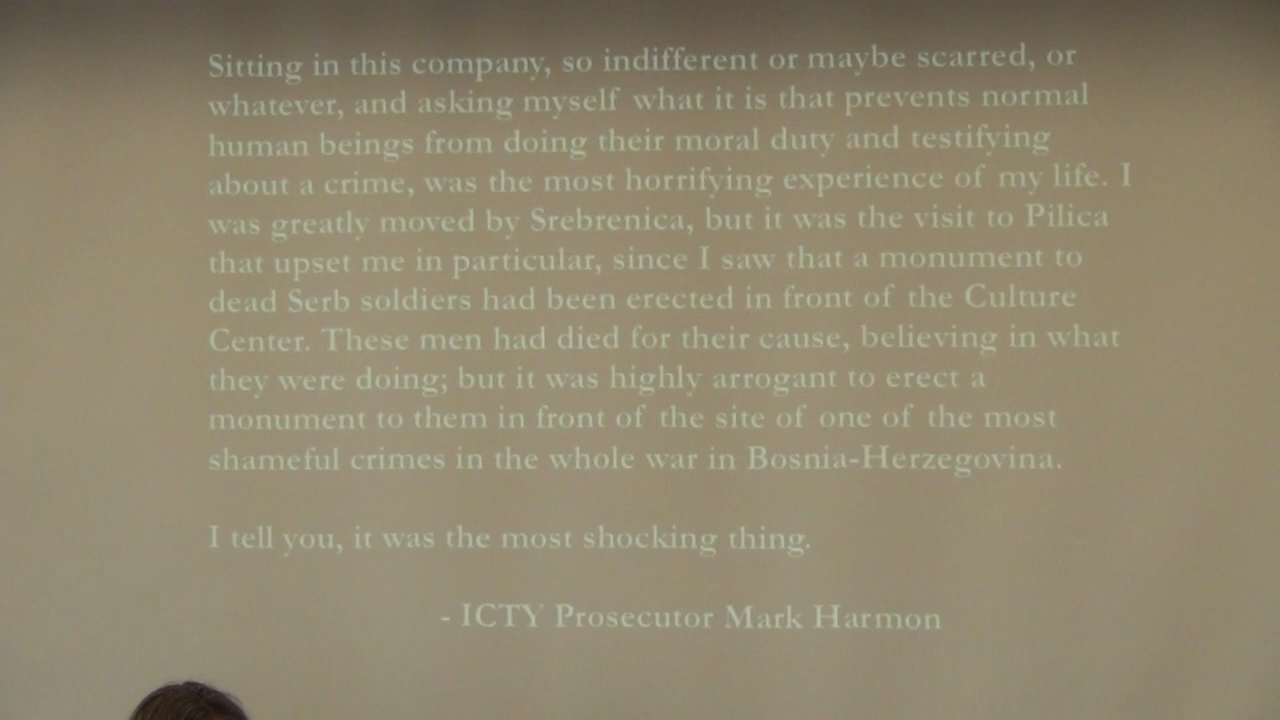 Sitting in this company, so indifferent or maybe scarred, or
whatever, and asking myself what it is that prevents normal
human beings from doing their moral duty and testifying
about a crime, was the most horrifying experience of my life. I
was greatly moved by Srebrenica, but it was the visit to Pilica
that upset me in particular, since I saw that a monument to
dead Serb soldiers had been erected in front of the Culture
Center. These men had died for their cause, believing in what
they were doing; but it was highly arrogant to erect a
monument to them in front of the site of one of the most
shameful crimes in the whole war in Bosnia-Herzegovina.
I tell you, it was the most shocking thing.
- ICTY Prosecutor Mark Harmon